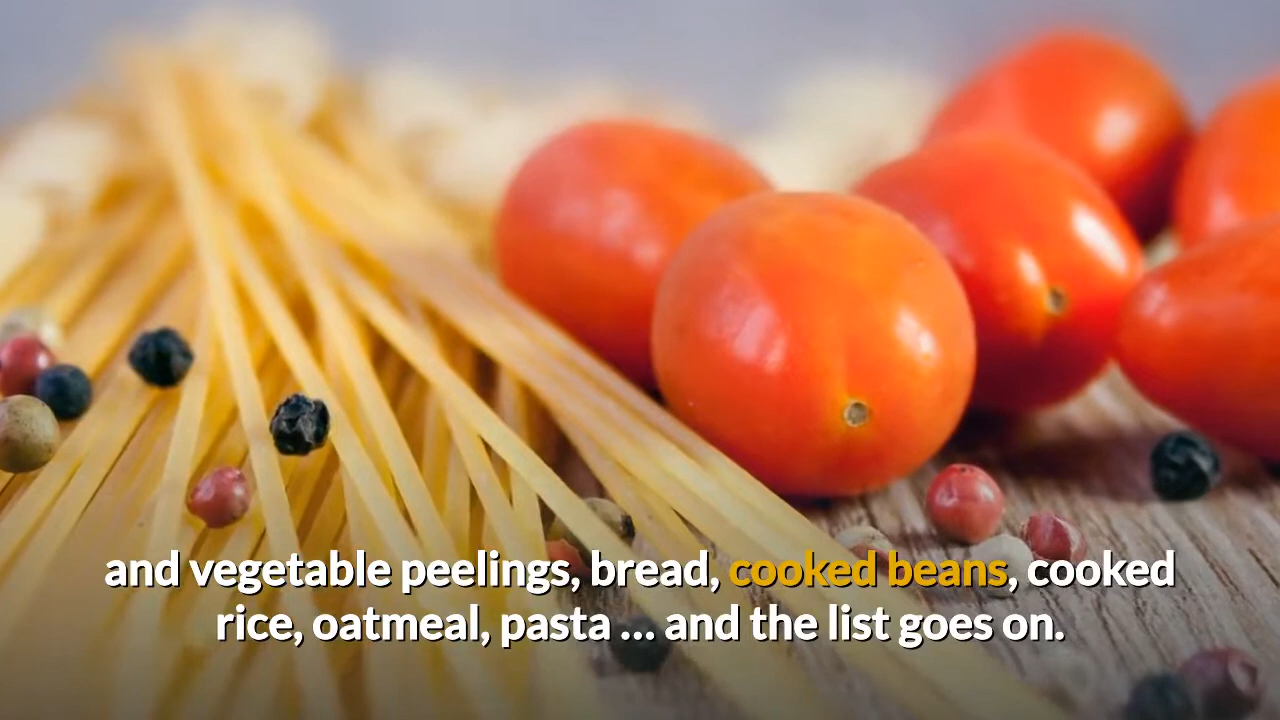 and vegetable peelings, bread, cooked beans, cooked
rice, oatmeal, pasta ... and the list goes on.